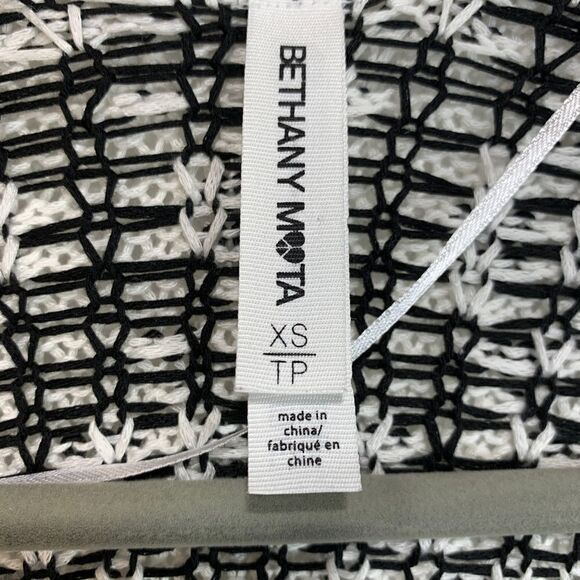 BETHANY MOTA
XS
TP
made in
china/
fabriqué en
chine